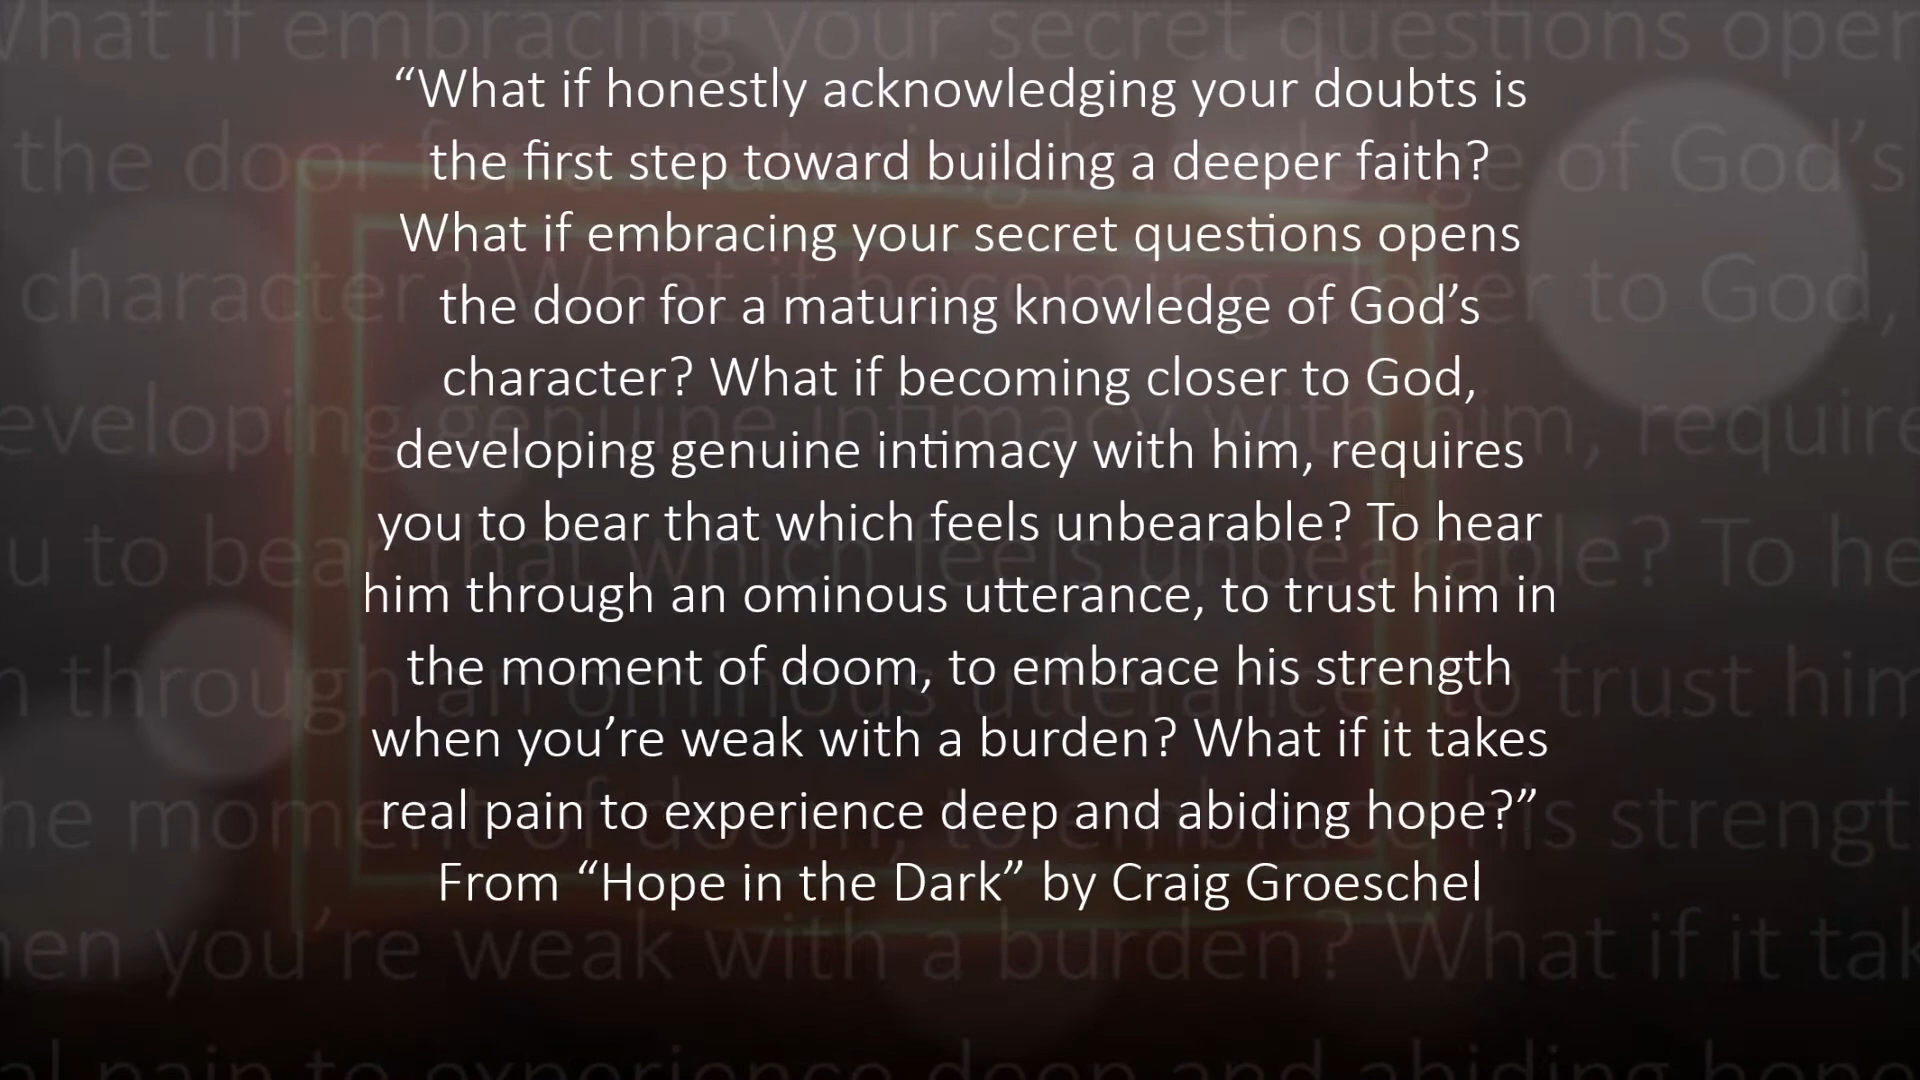 “What if honestly acknowledging your doubts is
the first step toward building a deeper faith?
What if embracing your secret questions opens
the door for a maturing knowledge of God’s
character? What if becoming closer to God,
developing genuine intimacy with him, requires
you to bear that which feels unbearable? To hear
him through an ominous utterance, to trust him in
the moment of doom, to embrace his strength
when you’re weak with a burden? What if it takes
real pain to experience deep and abiding hope?”
From “Hope in the Dark” by Craig Groeschel